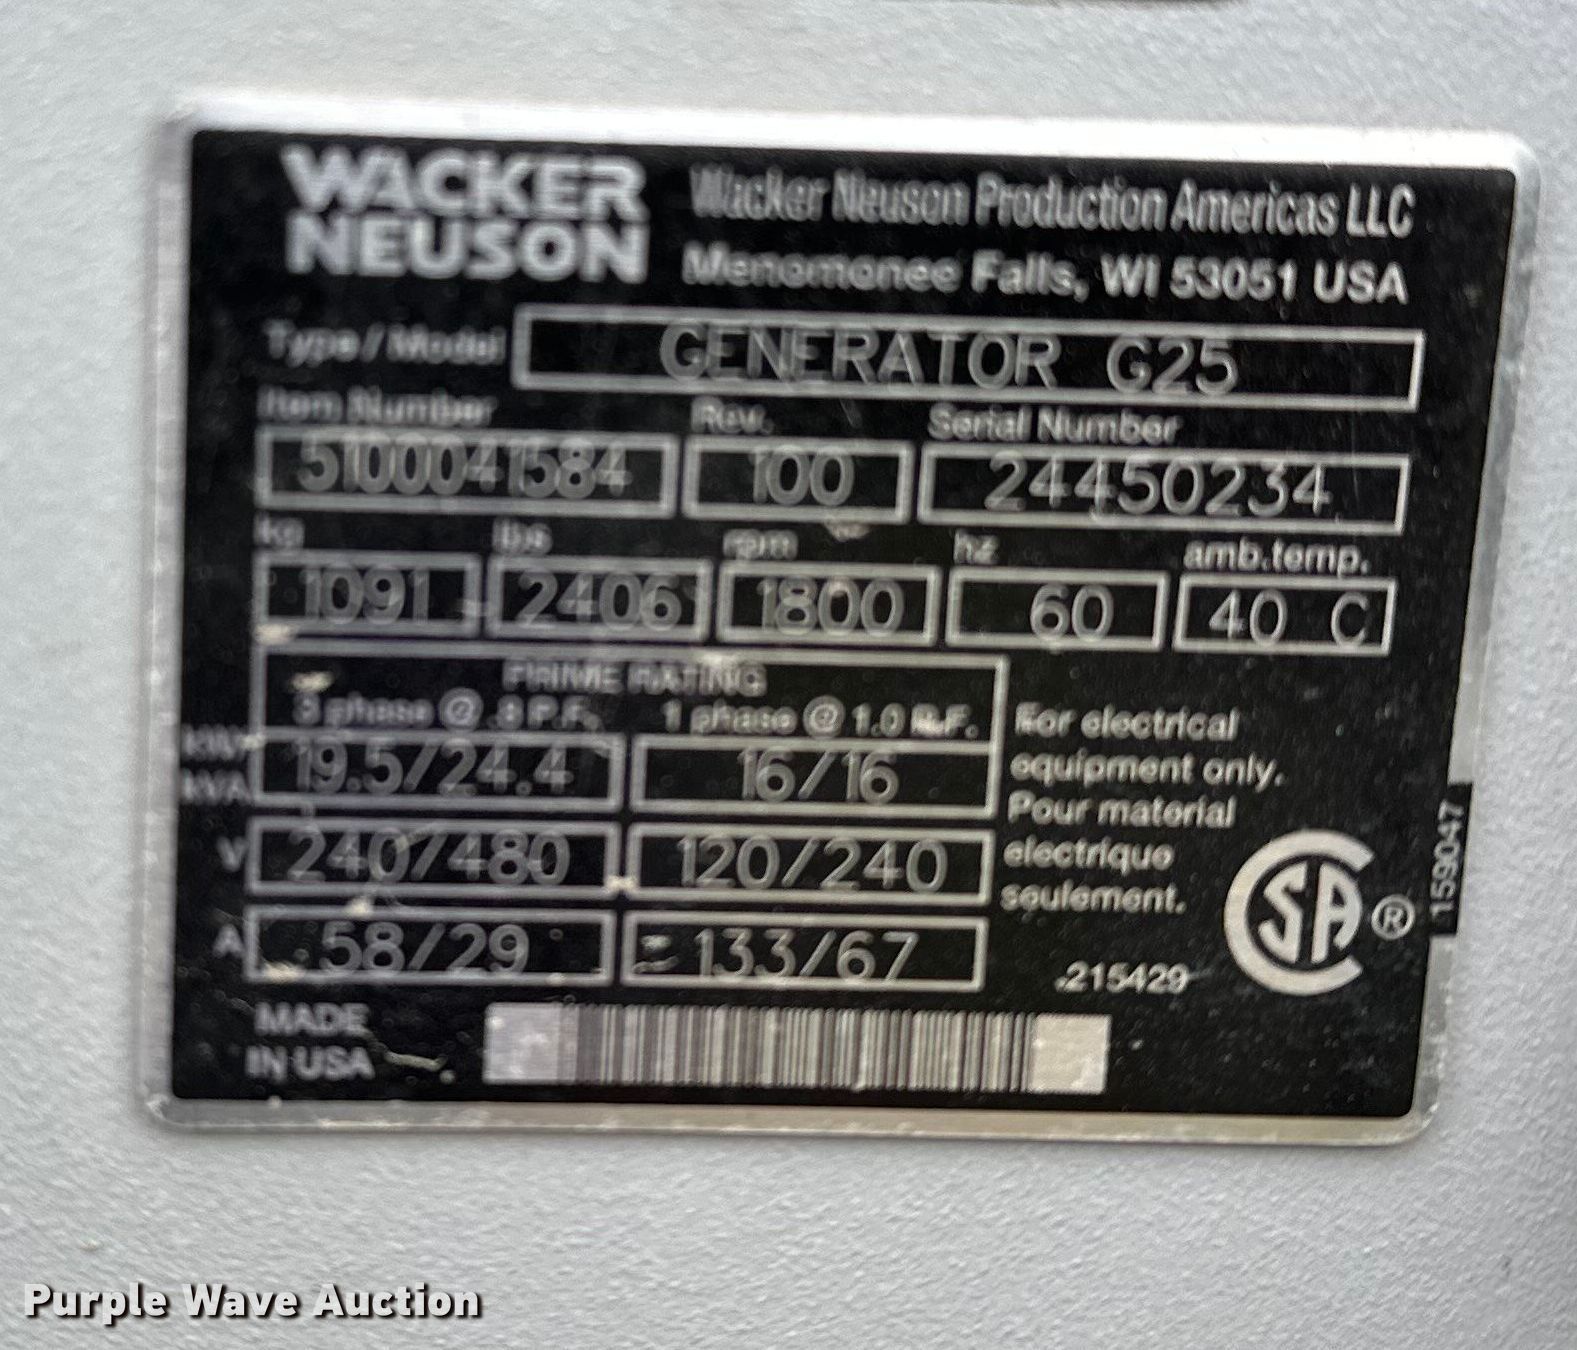 WACKER
NEUSON
Wacker Neuson Production Americas LLC
Menomonee Falls, WI 53051 USA
Type / Model GENERATOR G25
Item Number Rev. Serial Number
5100041584 100 24450234
kg lbs rpm hz amb.temp.
1091 2406 1800 60 40 C
PRIME RATING
3 phase @ .8 P.F. 1 phase @ 1.0 P.F.
kW/
kVA 19.5/24.4 16/16
V 240/480 120/240
A 58/29 133/67
For electrical
equipment only.
Pour material
electrique
seulement.
215429
CSA ®
159047
MADE
IN USA
Purple Wave Auction